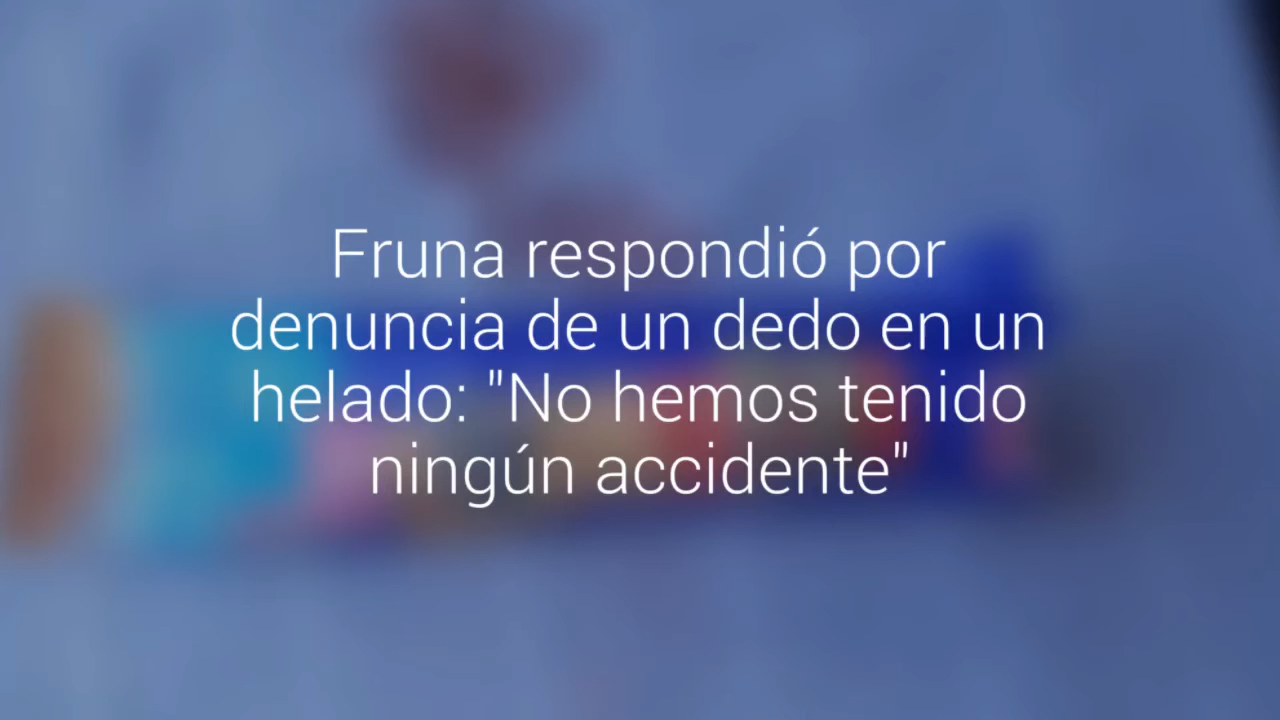 Fruna respondió por
denuncia de un dedo en un
helado: "No hemos tenido
ningún accidente"